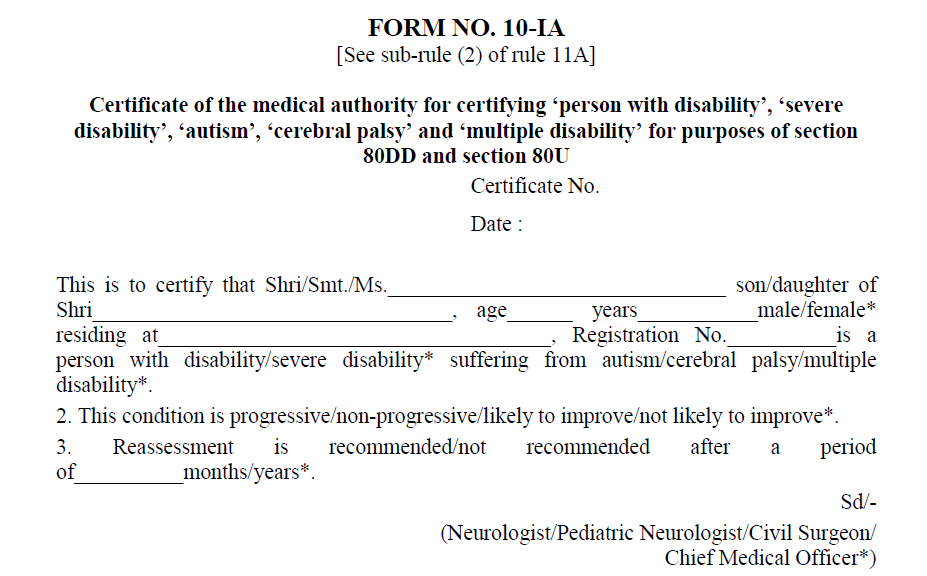 FORM NO. 10-IA
[See sub-rule (2) of rule 11A]
Certificate of the medical authority for certifying ‘person with disability’, ‘severe
disability’, ‘autism’, ‘cerebral palsy’ and ‘multiple disability’ for purposes of section
80DD and section 80U
Certificate No.
Date :
This is to certify that Shri/Smt./Ms.______________________________ son/daughter of
Shri________________________________, age______ years___________male/female*
residing at___________________________________, Registration No.__________is a
person with disability/severe disability* suffering from autism/cerebral palsy/multiple
disability*.
2. This condition is progressive/non-progressive/likely to improve/not likely to improve*.
3. Reassessment is recommended/not recommended after a period
of__________months/years*.
Sd/-
(Neurologist/Pediatric Neurologist/Civil Surgeon/
Chief Medical Officer*)